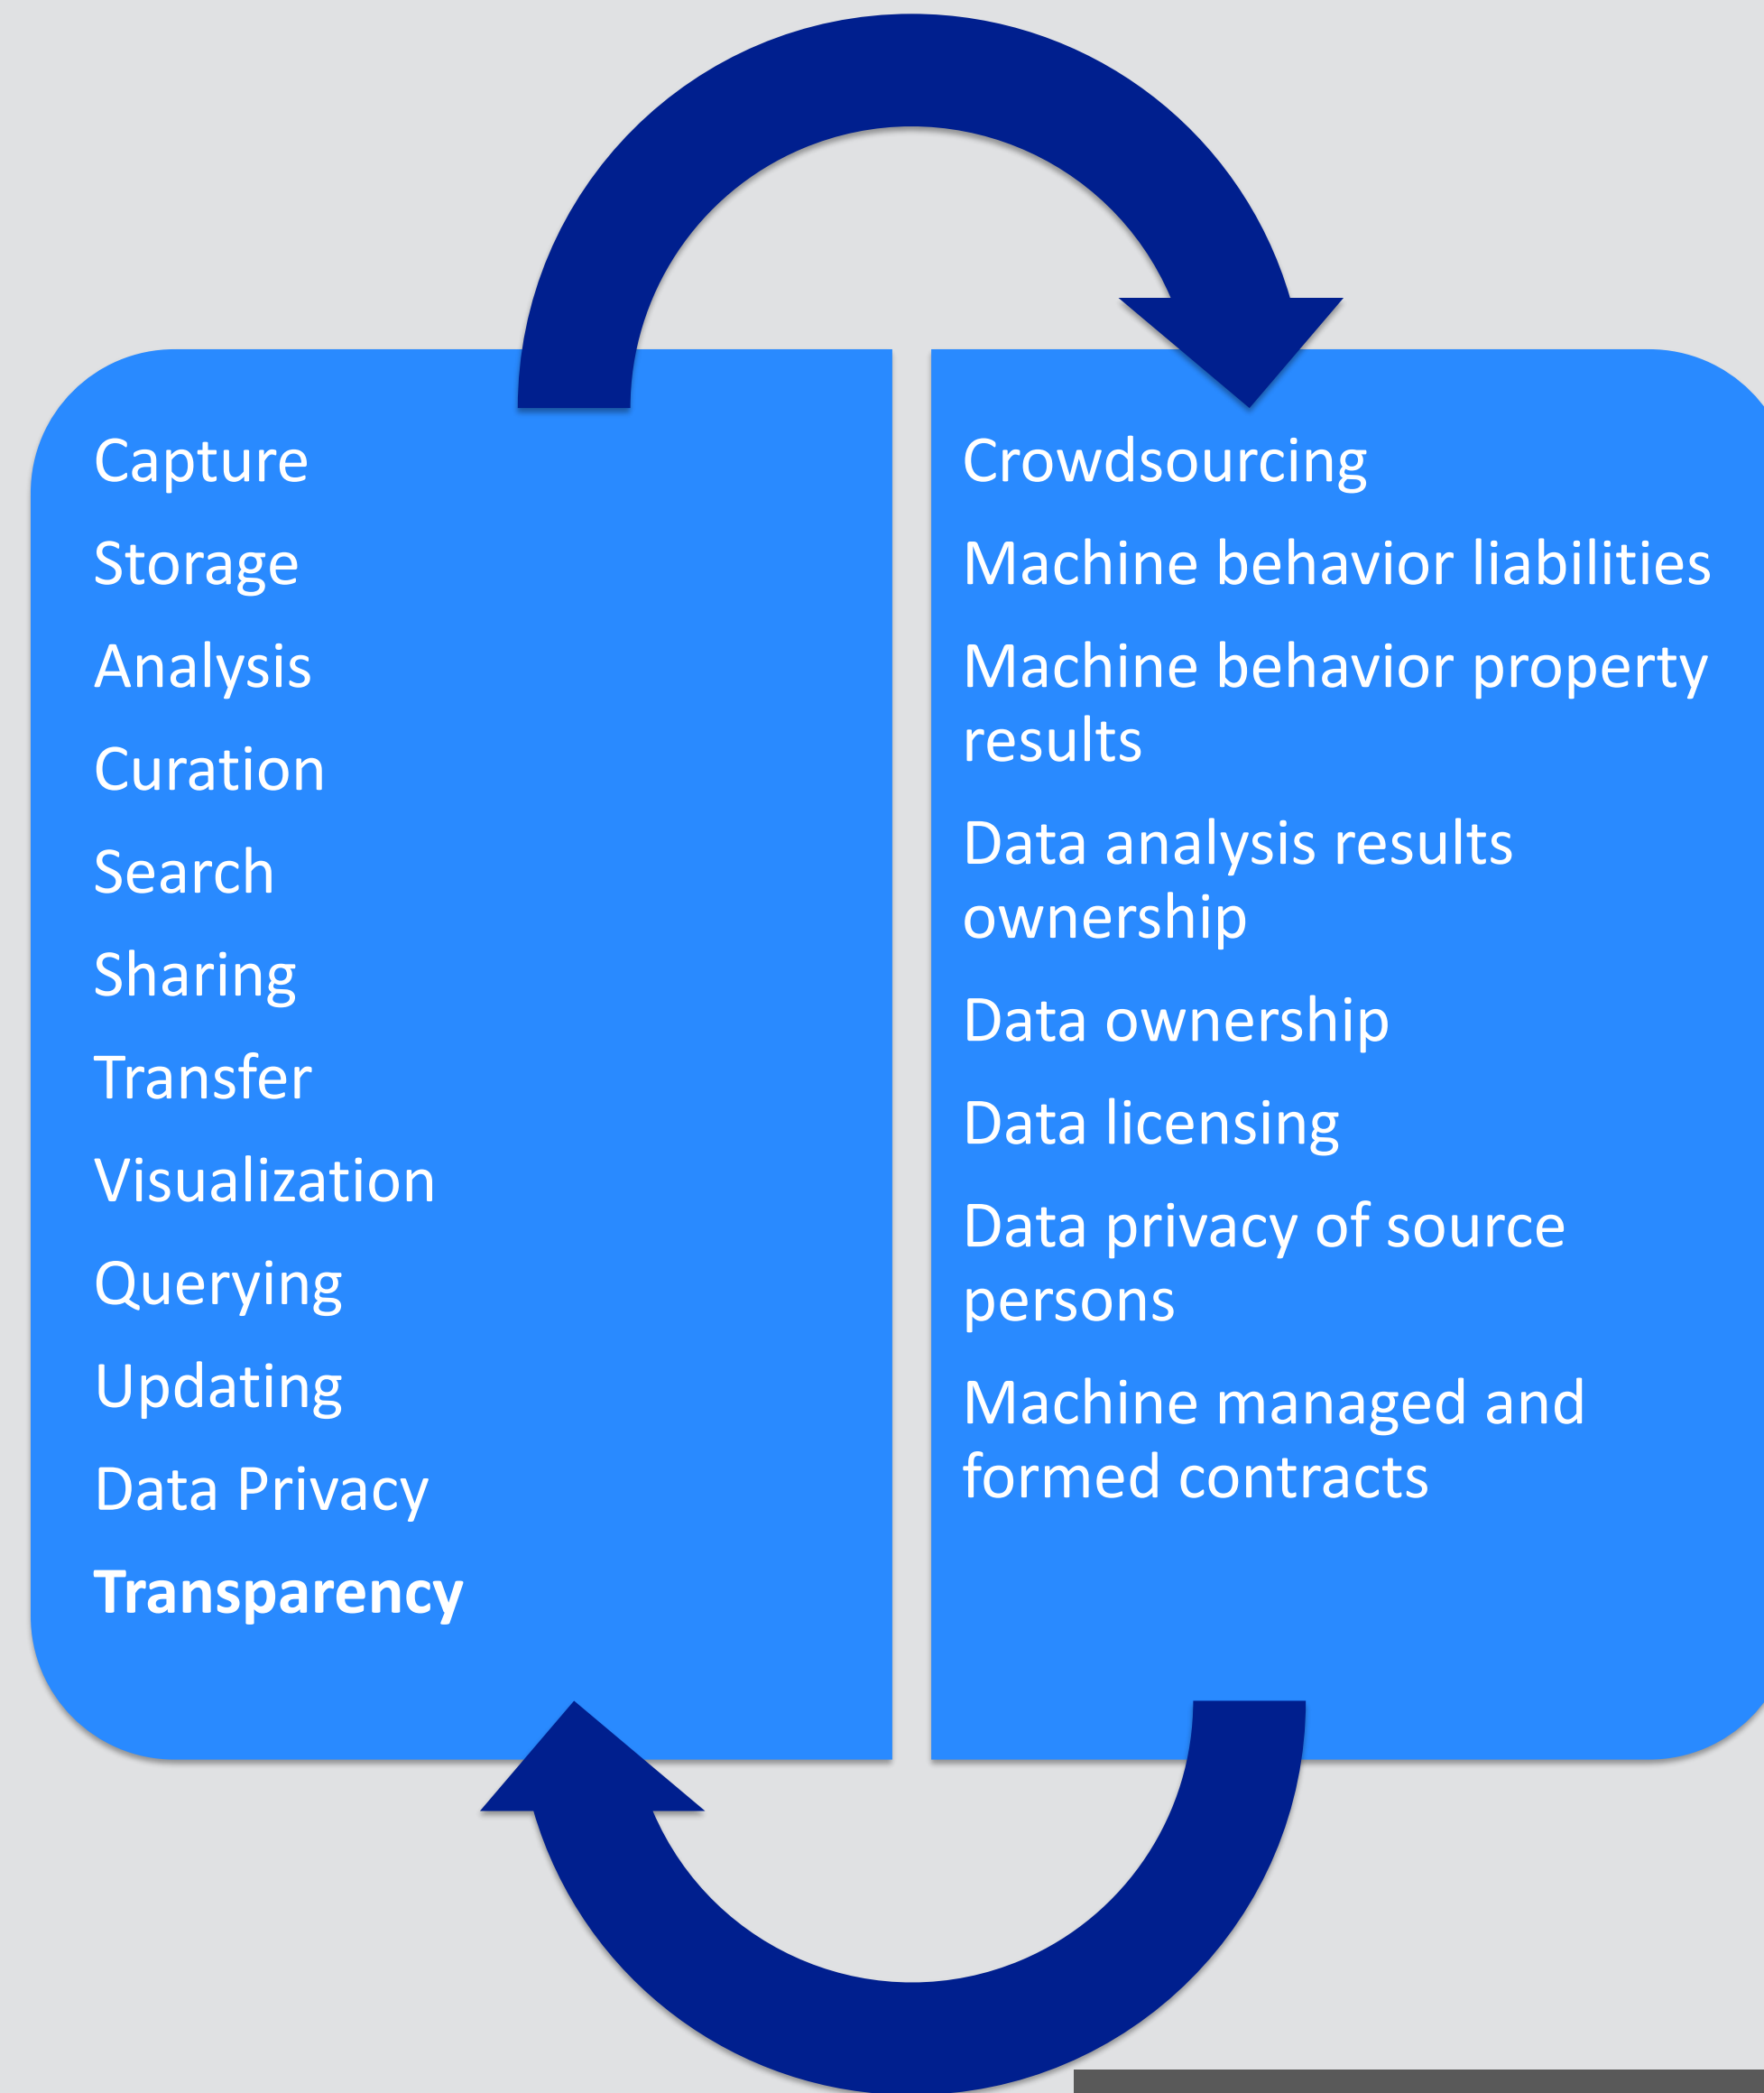 Capture
Storage
Analysis
Curation
Search
Sharing
Transfer
Visualization
Querying
Updating
Data Privacy
Transparency
Crowdsourcing
Machine behavior liabilities
Machine behavior property
results
Data analysis results
ownership
Data ownership
Data licensing
Data privacy of source
persons
Machine managed and
formed contracts